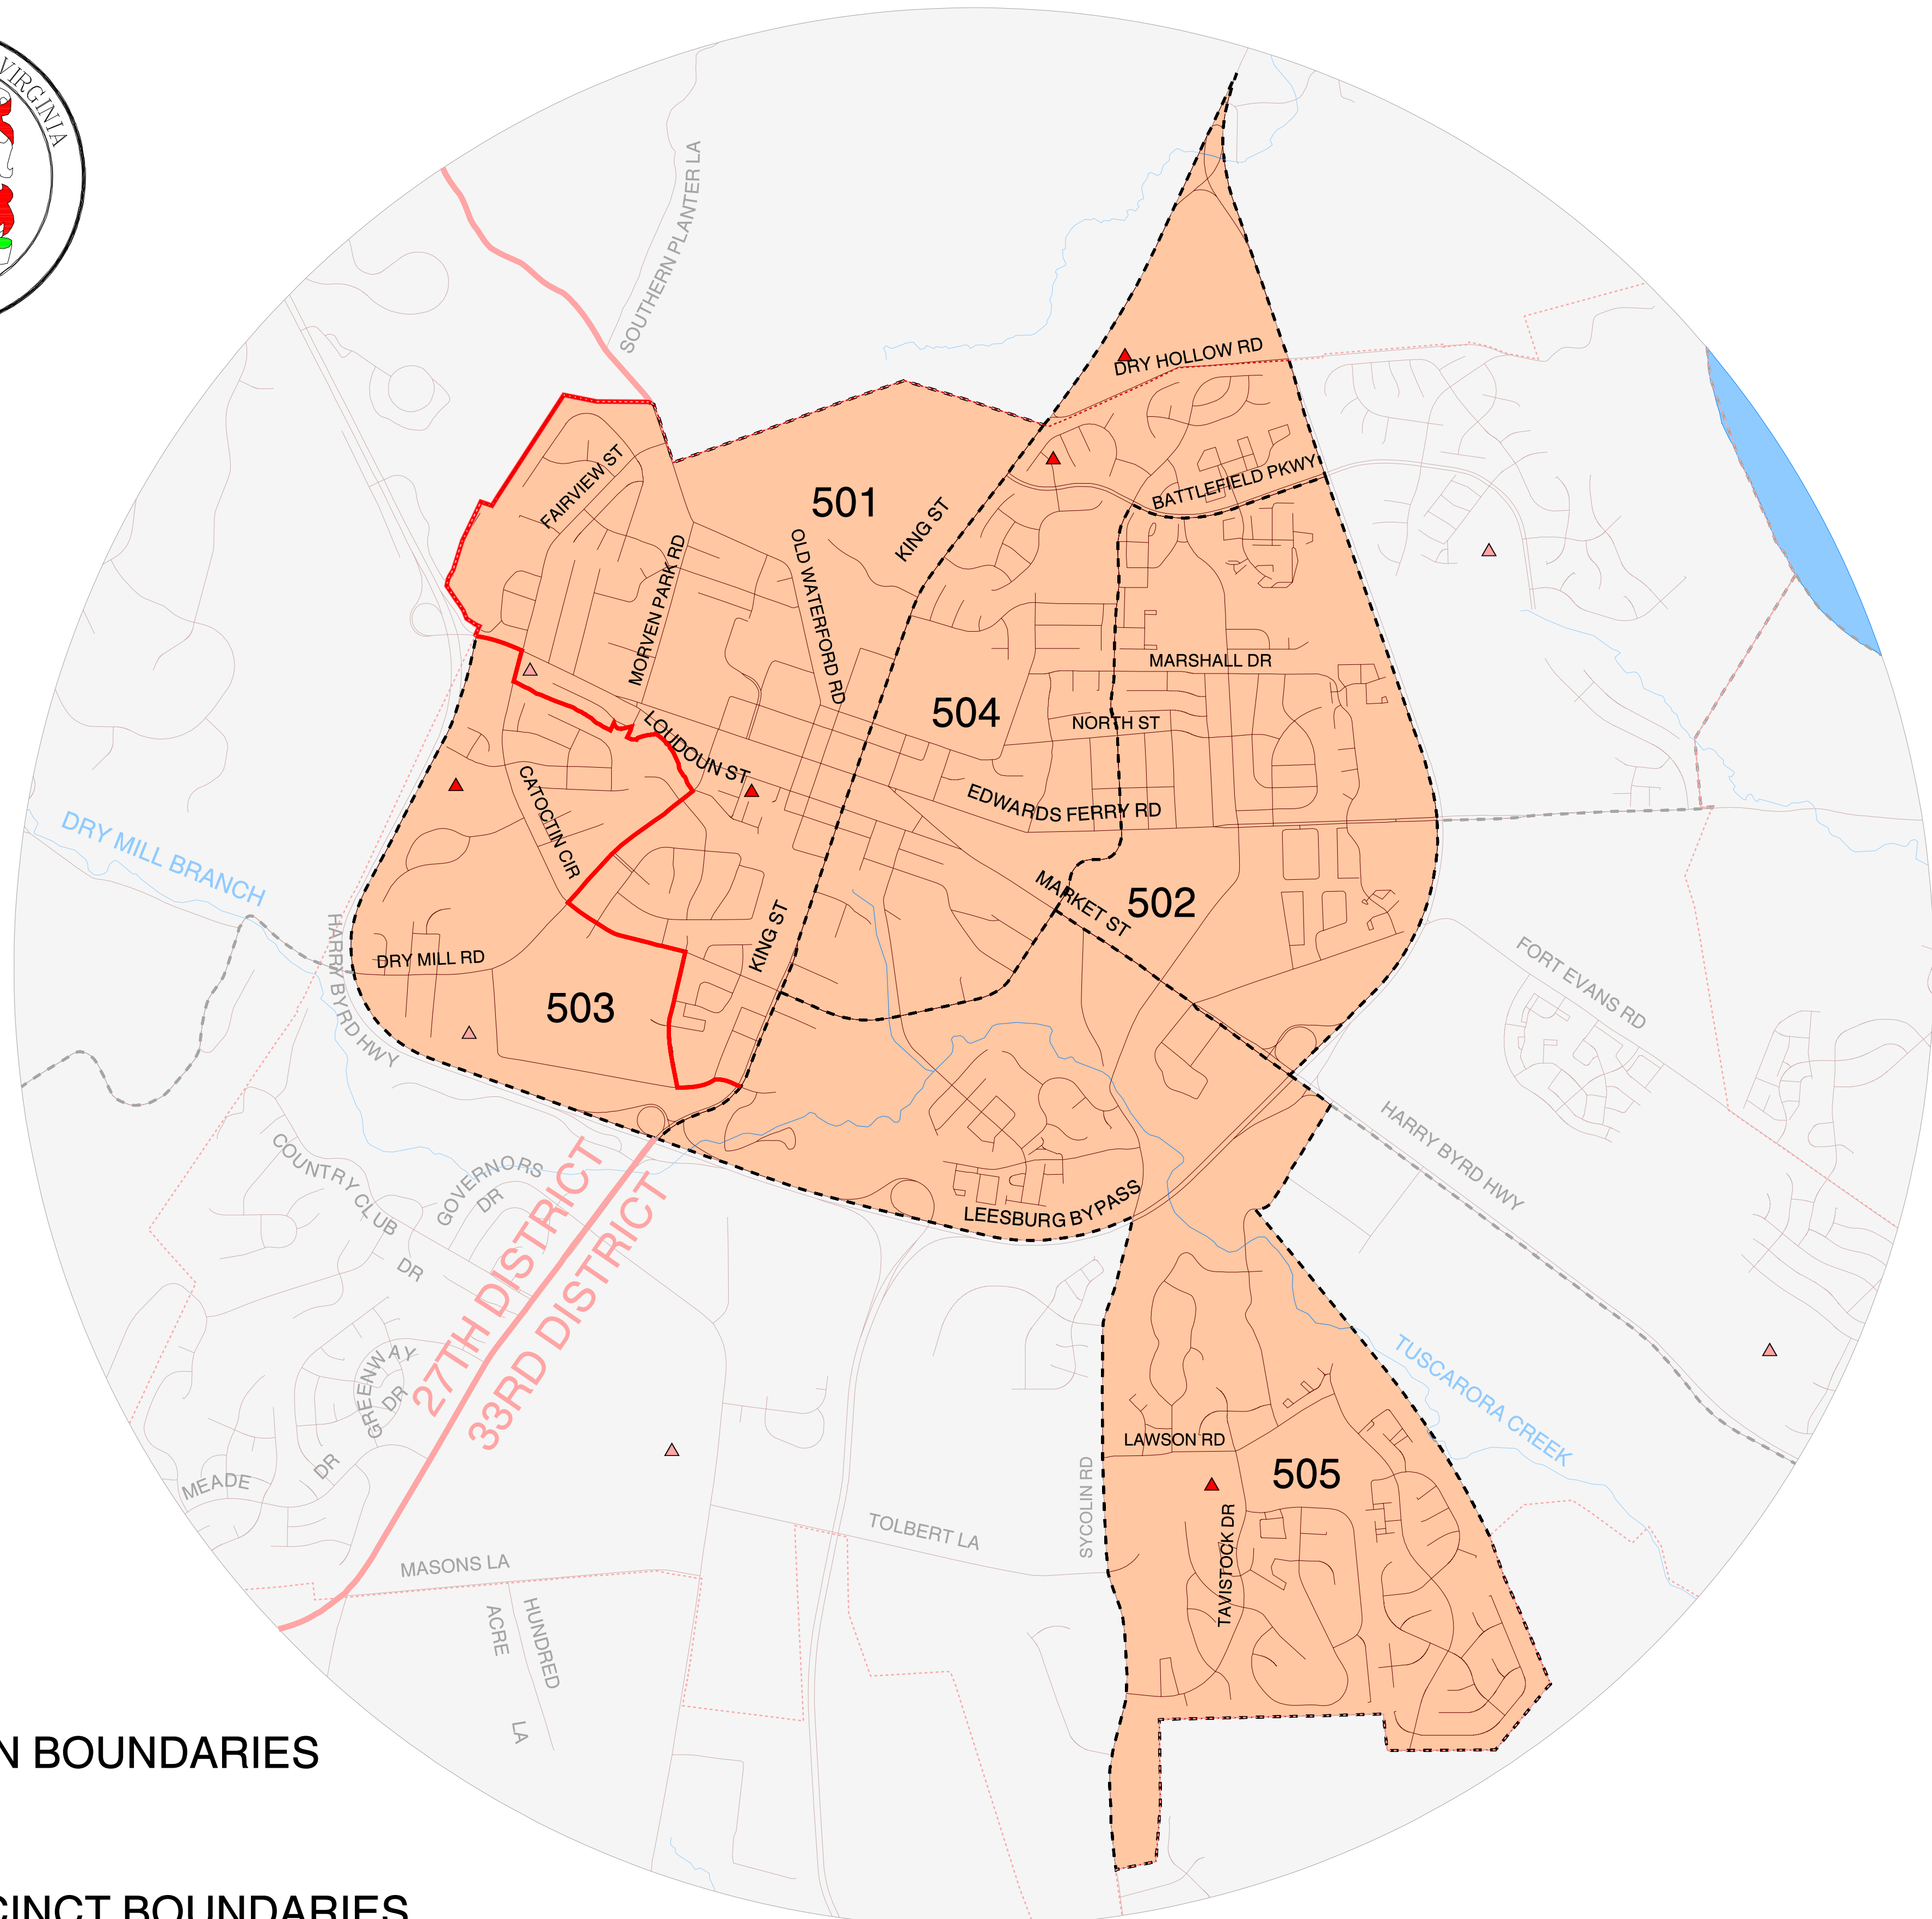 VIRGINIA
SOUTHERN PLANTER LA
DRY HOLLOW RD
FAIRVIEW ST
501
KING ST
BATTLEFIELD PKWY
MORVEN PARK RD
OLD WATERFORD RD
MARSHALL DR
504
NORTH ST
LOUDOUN ST
CATOCTIN CIR
EDWARDS FERRY RD
DRY MILL BRANCH
MARKET ST
502
KING ST
HARRY BYRD HWY
DRY MILL RD
503
FORT EVANS RD
HARRY BYRD HWY
COUNTRY CLUB
DR
GOVERNORS
DR
LEESBURG BYPASS
27TH DISTRICT
33RD DISTRICT
GREENWAY
DR
TUSCARORA CREEK
LAWSON RD
505
MEADE
DR
SYCOLIN RD
TAVISTOCK DR
TOLBERT LA
MASONS LA
HUNDRED
ACRE
LA
N BOUNDARIES
CINCT BOUNDARIES